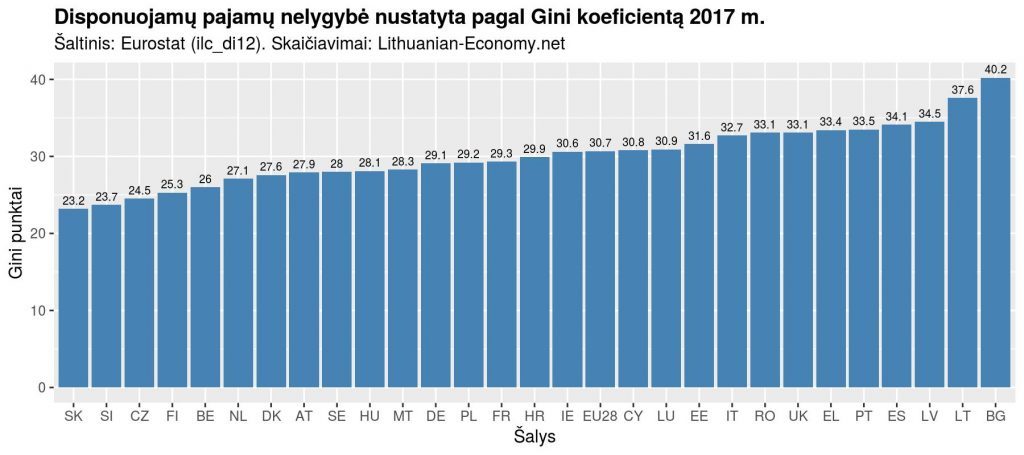 Disponuojamų pajamų nelygybė nustatyta pagal Gini koeficientą 2017 m.
Šaltinis: Eurostat (ilc_di12). Skaičiavimai: Lithuanian-Economy.net
Gini punktai
40
30
20
10
0
23.2 23.7 24.5 25.3 26 27.1 27.6 27.9 28 28.1 28.3 29.1 29.2 29.3 29.9 30.6 30.7 30.8 30.9 31.6 32.7 33.1 33.1 33.4 33.5 34.1 34.5 37.6 40.2
SK SI CZ FI BE NL DK AT SE HU MT DE PL FR HR IE EU28 CY LU EE IT RO UK EL PT ES LV LT BG
Šalys